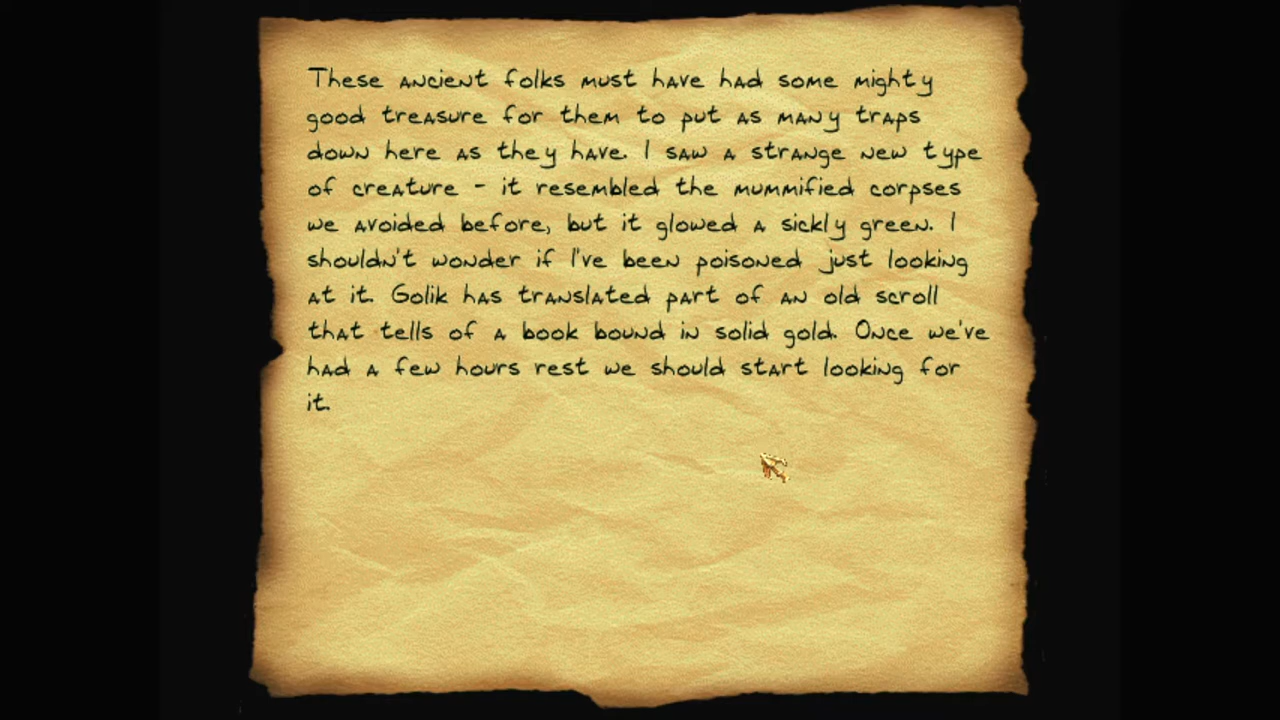 These ancient folks must have had some mighty
good treasure for them to put as many traps
down here as they have. I saw a strange new type
of creature - it resembled the mummified corpses
we avoided before, but it glowed a sickly green. I
shouldn't wonder if I've been poisoned just looking
at it. Golik has translated part of an old scroll
that tells of a book bound in solid gold. Once we've
had a few hours rest we should start looking for
it.